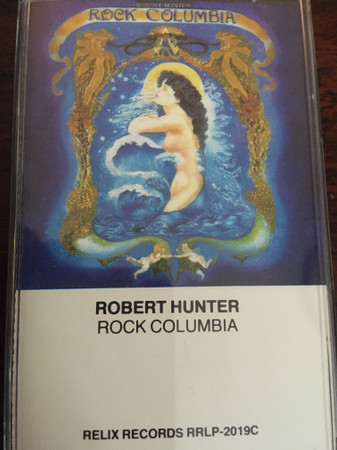 ROCK COLUMBIA
ROBERT HUNTER
ROCK COLUMBIA
RELIX RECORDS RRLP-2019C